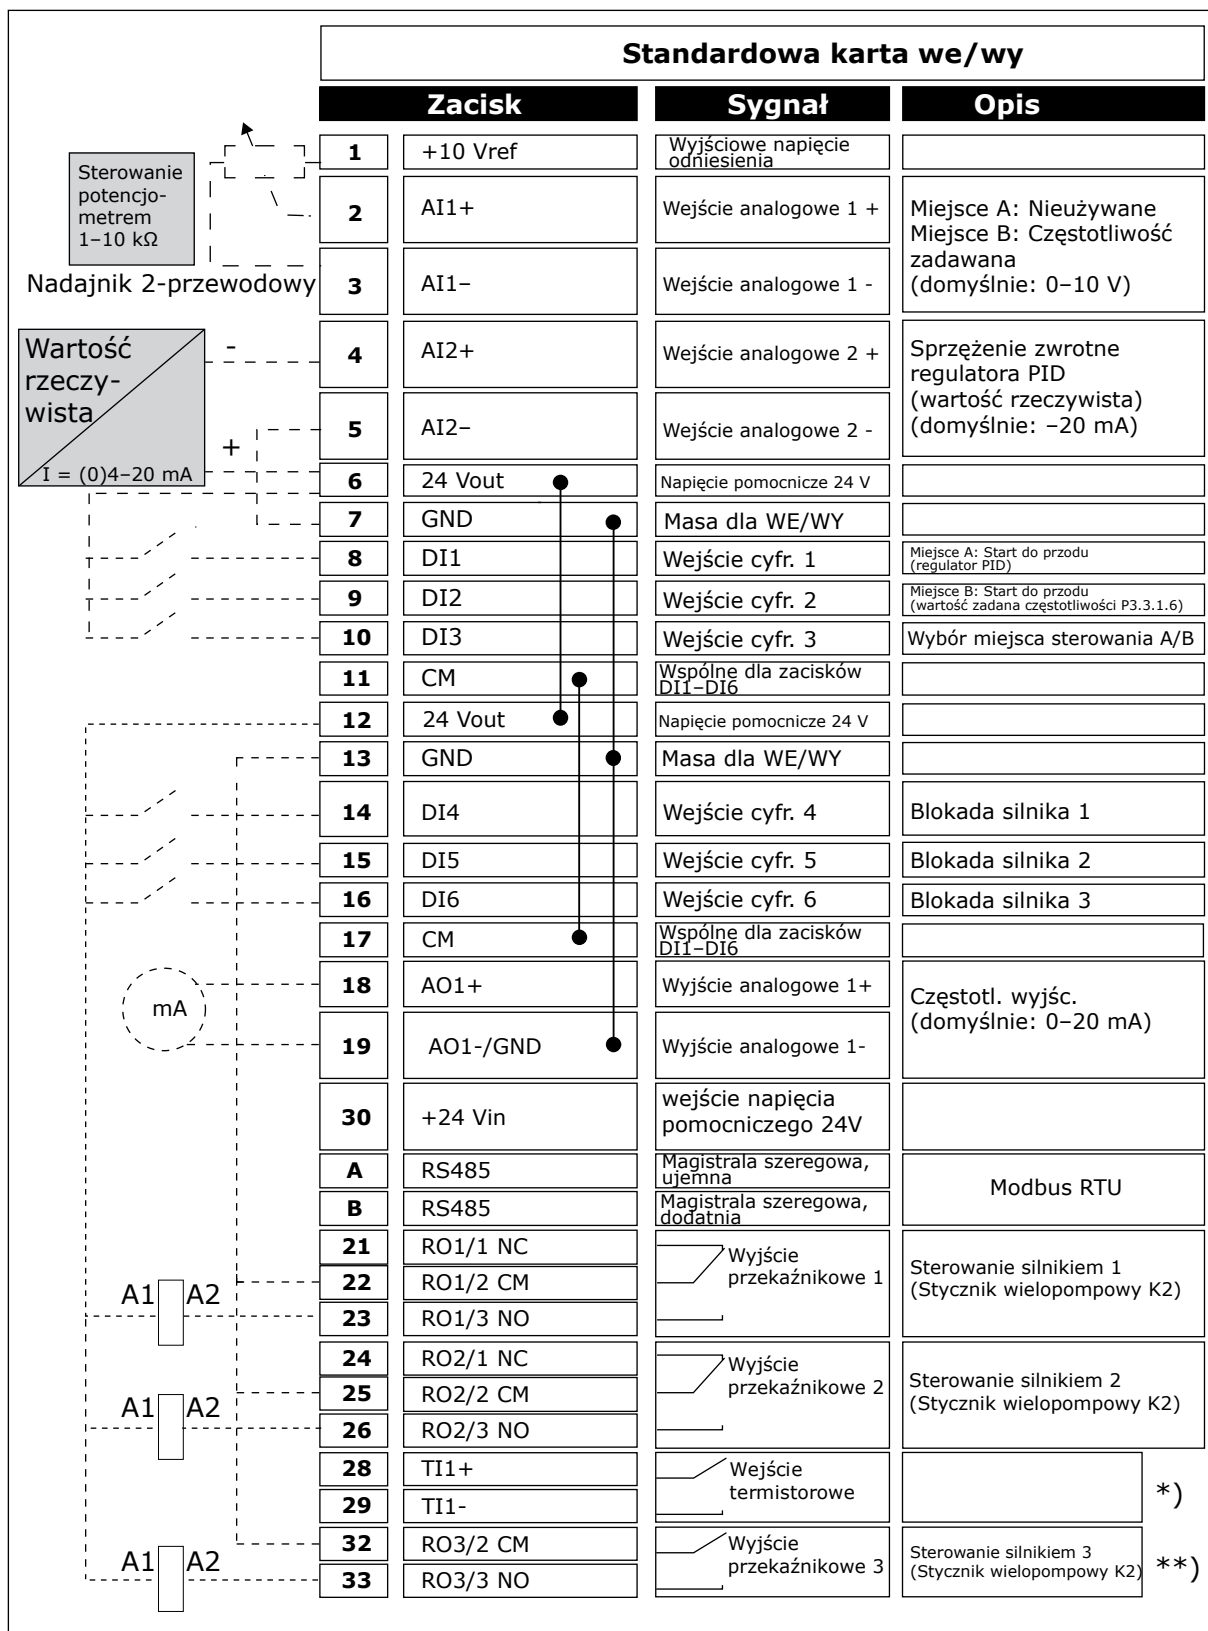 Standardowa karta we/wy
Zacisk Sygnał Opis
Sterowanie
potencjo-
metrem
1–10 kΩ
Nadajnik 2-przewodowy
Wartość
rzeczy-
wista
-
+
I = (0)4–20 mA
1 +10 Vref Wyjściowe napięcie
odniesienia
2 AI1+ Wejście analogowe 1 +
3 AI1– Wejście analogowe 1 -
Miejsce A: Nieużywane
Miejsce B: Częstotliwość
zadawana
(domyślnie: 0–10 V)
4 AI2+ Wejście analogowe 2 +
5 AI2– Wejście analogowe 2 -
Sprzężenie zwrotne
regulatora PID
(wartość rzeczywista)
(domyślnie: –20 mA)
6 24 Vout Napięcie pomocnicze 24 V
7 GND Masa dla WE/WY
8 DI1 Wejście cyfr. 1 Miejsce A: Start do przodu
(regulator PID)
9 DI2 Wejście cyfr. 2 Miejsce B: Start do przodu
(wartość zadana częstotliwości P3.3.1.6)
10 DI3 Wejście cyfr. 3 Wybór miejsca sterowania A/B
11 CM Wspólne dla zacisków
DI1–DI6
12 24 Vout Napięcie pomocnicze 24 V
13 GND Masa dla WE/WY
14 DI4 Wejście cyfr. 4 Blokada silnika 1
15 DI5 Wejście cyfr. 5 Blokada silnika 2
16 DI6 Wejście cyfr. 6 Blokada silnika 3
17 CM Wspólne dla zacisków
DI1–DI6
mA
18 AO1+ Wyjście analogowe 1+
19 AO1-/GND Wyjście analogowe 1-
Częstotl. wyjśc.
(domyślnie: 0–20 mA)
30 +24 Vin wejście napięcia
pomocniczego 24V
A RS485 Magistrala szeregowa,
ujemna
B RS485 Magistrala szeregowa,
dodatnia
Modbus RTU
21 RO1/1 NC
22 RO1/2 CM
23 RO1/3 NO
A1 A2
Wyjście
przekaźnikowe 1
Sterowanie silnikiem 1
(Stycznik wielopompowy K2)
24 RO2/1 NC
25 RO2/2 CM
26 RO2/3 NO
A1 A2
Wyjście
przekaźnikowe 2
Sterowanie silnikiem 2
(Stycznik wielopompowy K2)
28 TI1+
29 TI1-
Wejście
termistorowe
*)
32 RO3/2 CM
33 RO3/3 NO
A1 A2
Wyjście
przekaźnikowe 3
Sterowanie silnikiem 3
(Stycznik wielopompowy K2)
**)